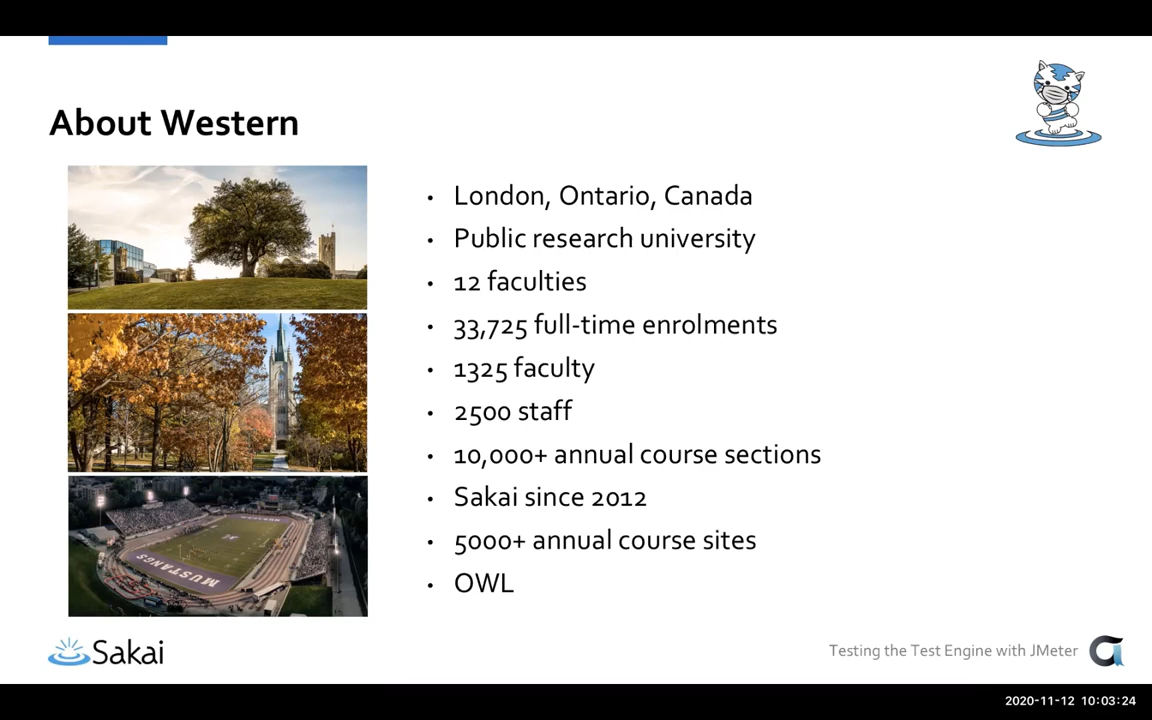 About Western
• London, Ontario, Canada
• Public research university
• 12 faculties
• 33,725 full-time enrolments
• 1325 faculty
• 2500 staff
• 10,000+ annual course sections
• Sakai since 2012
• 5000+ annual course sites
• OWL
MUSTANGS
Sakai
Testing the Test Engine with JMeter
2020-11-12 10:03:24